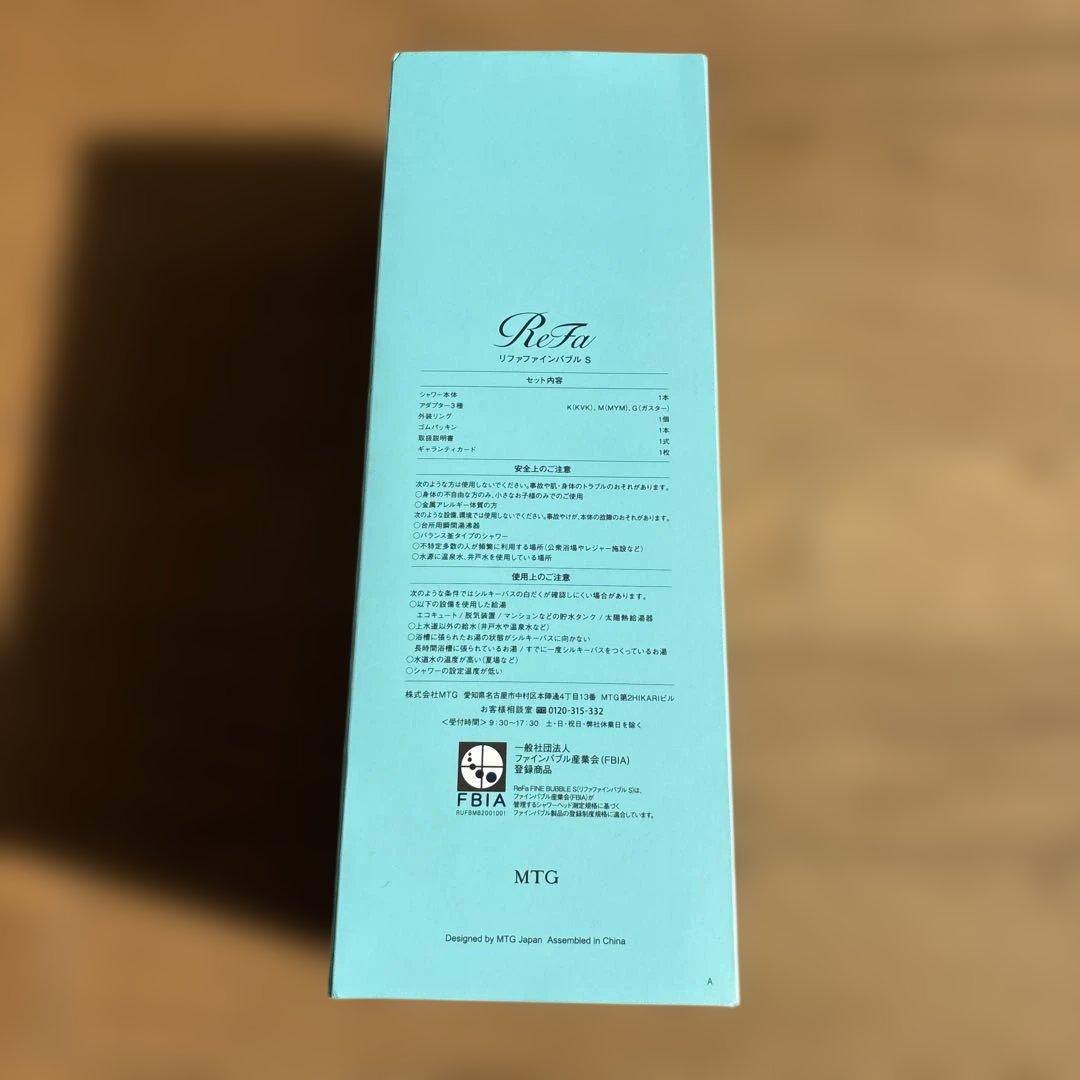 ReFa
リファファインバブル S
セット内容
シャワー本体 1本
アダプター3種 K(KVK)、M(MYM)、G(ガスター)
外装リング 1個
ゴムパッキン 1本
取扱説明書 1式
ギャランティカード 1枚
安全上のご注意
次のような方は使用しないでください。事故や肌・身体のトラブルのおそれがあります。
○身体の不自由な方のみ、小さなお子様のみでのご使用
○金属アレルギー体質の方
次のような設備、環境では使用しないでください。事故やけが、本体の故障のおそれがあります。
○台所用瞬間湯沸器
○バランス釜タイプのシャワー
○不特定多数の人が頻繁に利用する場所(公衆浴場やレジャー施設など)
○水源に温泉水、井戸水を使用している場所
使用上のご注意
次のような条件ではシルキーバスの白だくが確認しにくい場合があります。
○以下の設備を使用した給湯
エコキュート / 脱気装置 / マンションなどの貯水タンク / 太陽熱給湯器
○上水道以外の給水(井戸水や温泉水など)
○浴槽に張られたお湯の状態がシルキーバスに向かない
長時間浴槽に張られているお湯 / すでに一度シルキーバスをつくっているお湯
○水道水の温度が高い(夏場など)
○シャワーの設定温度が低い
株式会社MTG 愛知県名古屋市中村区本陣通4丁目13番 MTG第2HIKARIビル
お客様相談室 0120-315-332
<受付時間> 9:30〜17:30 土・日・祝日・弊社休業日を除く
一般社団法人
ファインバブル産業会(FBIA)
登録商品
FBIA
RUFBMB2001001
ReFa FINE BUBBLE S(リファファインバブル S)は、
ファインバブル産業会(FBIA)が
管理するシャワーヘッド測定規格に基づく
ファインバブル製品の登録制度規格に適合しています。
MTG
Designed by MTG Japan Assembled in China
A